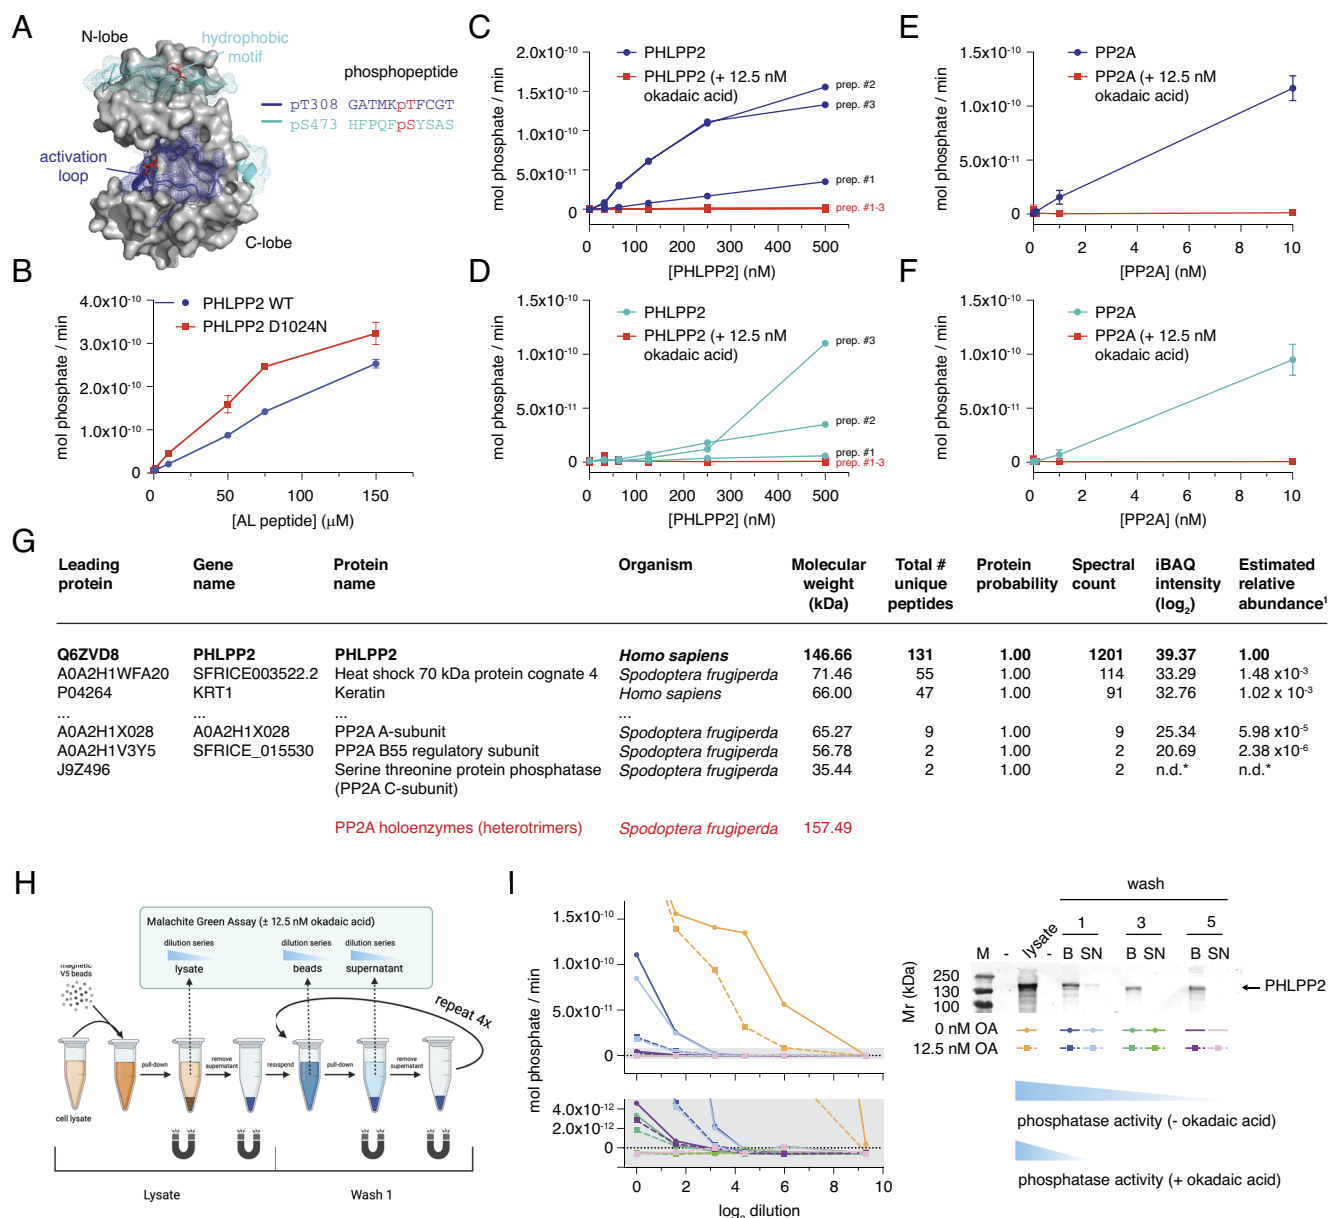 A
N-lobe
hydrophobic
motif
phosphopeptide
pT308 GATMKpTFCGT
pS473 HFPQFpSYSAS
activation
loop
C-lobe
B
mol phosphate / min
4.0x10-10
3.0x10-10
2.0x10-10
1.0x10-10
0
PHLPP2 WT
PHLPP2 D1024N
0 50 100 150
[AL peptide] (μM)
C
mol phosphate / min
2.0x10-10
1.5x10-10
1.0x10-10
5.0x10-11
0
PHLPP2
PHLPP2 (+ 12.5 nM
okadaic acid)
prep. #2
prep. #3
prep. #1
prep. #1-3
0 100 200 300 400 500
[PHLPP2] (nM)
D
mol phosphate / min
1.5x10-10
1.0x10-10
5.0x10-11
0
PHLPP2
PHLPP2 (+ 12.5 nM
okadaic acid)
prep. #3
prep. #2
prep. #1
prep. #1-3
0 100 200 300 400 500
[PHLPP2] (nM)
E
mol phosphate / min
1.5x10-10
1.0x10-10
5.0x10-11
0
PP2A
PP2A (+ 12.5 nM
okadaic acid)
0 2 4 6 8 10
[PP2A] (nM)
F
mol phosphate / min
1.5x10-10
1.0x10-10
5.0x10-11
0
PP2A
PP2A (+ 12.5 nM
okadaic acid)
0 2 4 6 8 10
[PP2A] (nM)
G
Leading protein Gene name Protein name Organism Molecular weight (kDa) Total # unique peptides Protein probability Spectral count iBAQ intensity (log2) Estimated relative abundance1
Q6ZVD8 PHLPP2 PHLPP2 Homo sapiens 146.66 131 1.00 1201 39.37 1.00
A0A2H1WFA20 SFRICE003522.2 Heat shock 70 kDa protein cognate 4 Spodoptera frugiperda 71.46 55 1.00 114 33.29 1.48 x10-3
P04264 KRT1 Keratin Homo sapiens 66.00 47 1.00 91 32.76 1.02 x 10-3
... ... ... ...
A0A2H1X028 A0A2H1X028 PP2A A-subunit Spodoptera frugiperda 65.27 9 1.00 9 25.34 5.98 x10-5
A0A2H1V3Y5 SFRICE_015530 PP2A B55 regulatory subunit Spodoptera frugiperda 56.78 2 1.00 2 20.69 2.38 x10-6
J9Z496 Serine threonine protein phosphatase Spodoptera frugiperda 35.44 2 1.00 2 n.d.* n.d.*
(PP2A C-subunit)
PP2A holoenzymes (heterotrimers) Spodoptera frugiperda 157.49
H
Malachite Green Assay (± 12.5 nM okadaic acid)
dilution series dilution series dilution series
lysate beads supernatant
magnetic
V5 beads
repeat 4x
pull-down
remove
supernatant
resuspend
pull-down
remove
supernatant
cell lysate
Lysate Wash 1
I
mol phosphate / min
1.5x10-10
1.0x10-10
5.0x10-11
0
4.0x10-12
2.0x10-12
0
0 2 4 6 8 10
log2 dilution
wash
1 3 5
M - lysate - B SN B SN B SN
Mr (kDa)
250
130
100
PHLPP2
0 nM OA
12.5 nM OA
phosphatase activity (- okadaic acid)
phosphatase activity (+ okadaic acid)